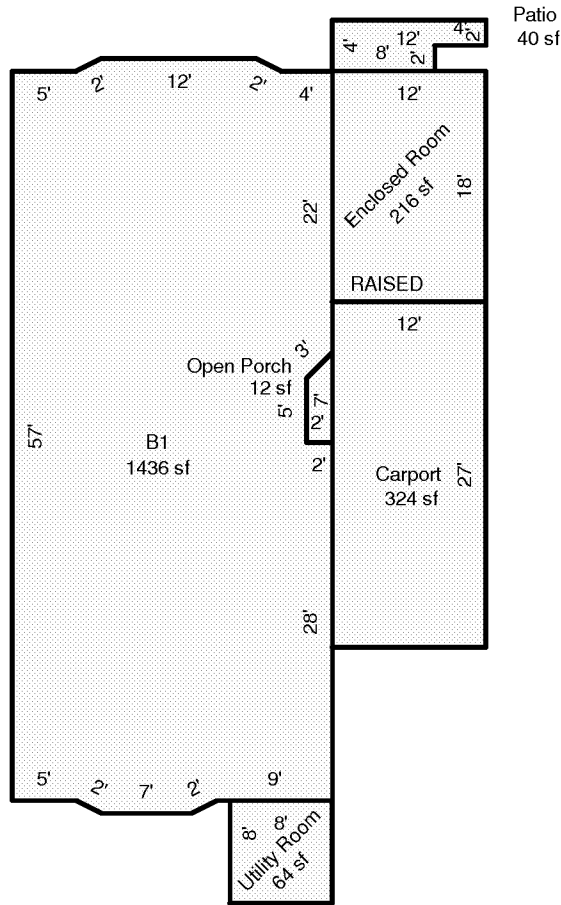 Patio
40 sf
12'
4'
2'
4'
8'
2'
5'
2'
12'
2'
4'
12'
Enclosed Room
216 sf
18'
22'
RAISED
12'
3'
Open Porch
12 sf
5'
7'
2'
2'
57'
B1
1436 sf
Carport
324 sf
27'
28'
5'
2'
7'
2'
9'
8'
8'
Utility Room
64 sf